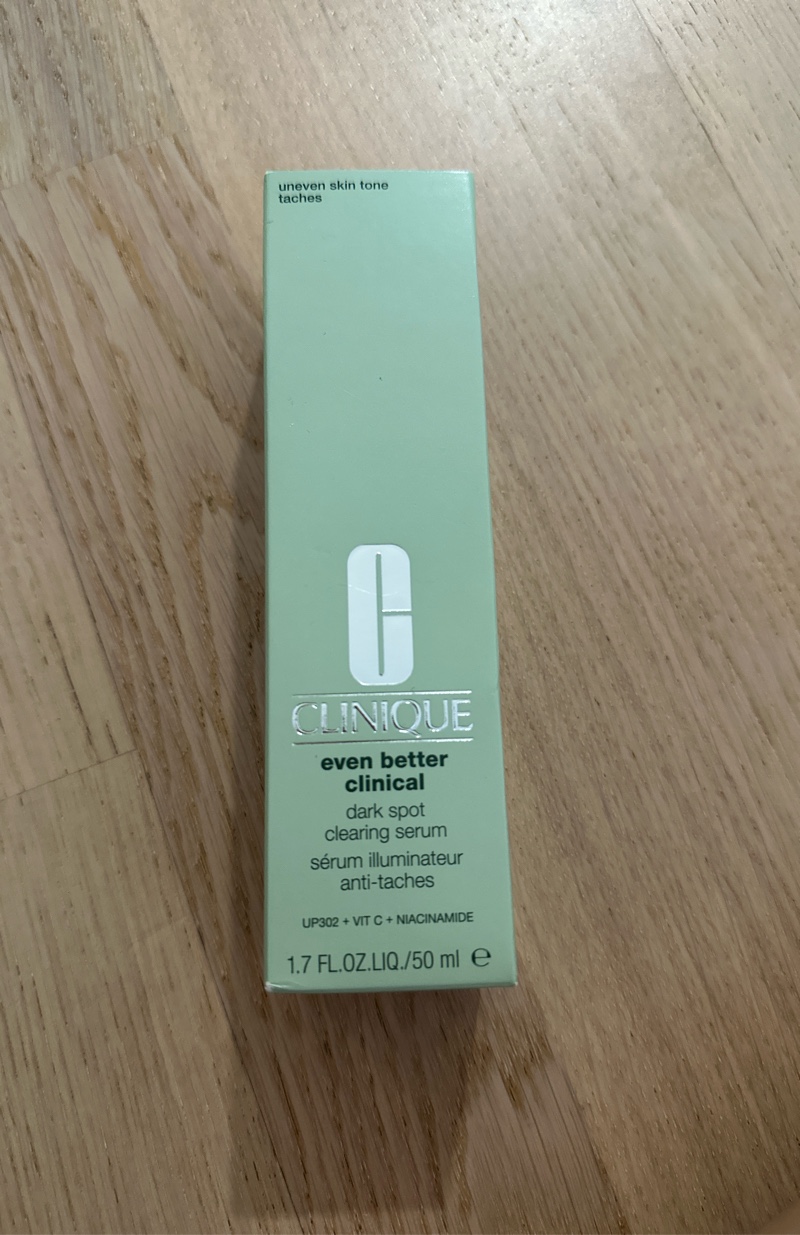 uneven skin tone
taches
CLINIQUE
even better
clinical
dark spot
clearing serum
sérum illuminateur
anti-taches
UP302 + VIT C + NIACINAMIDE
1.7 FL.OZ.LIQ./50 ml ℮